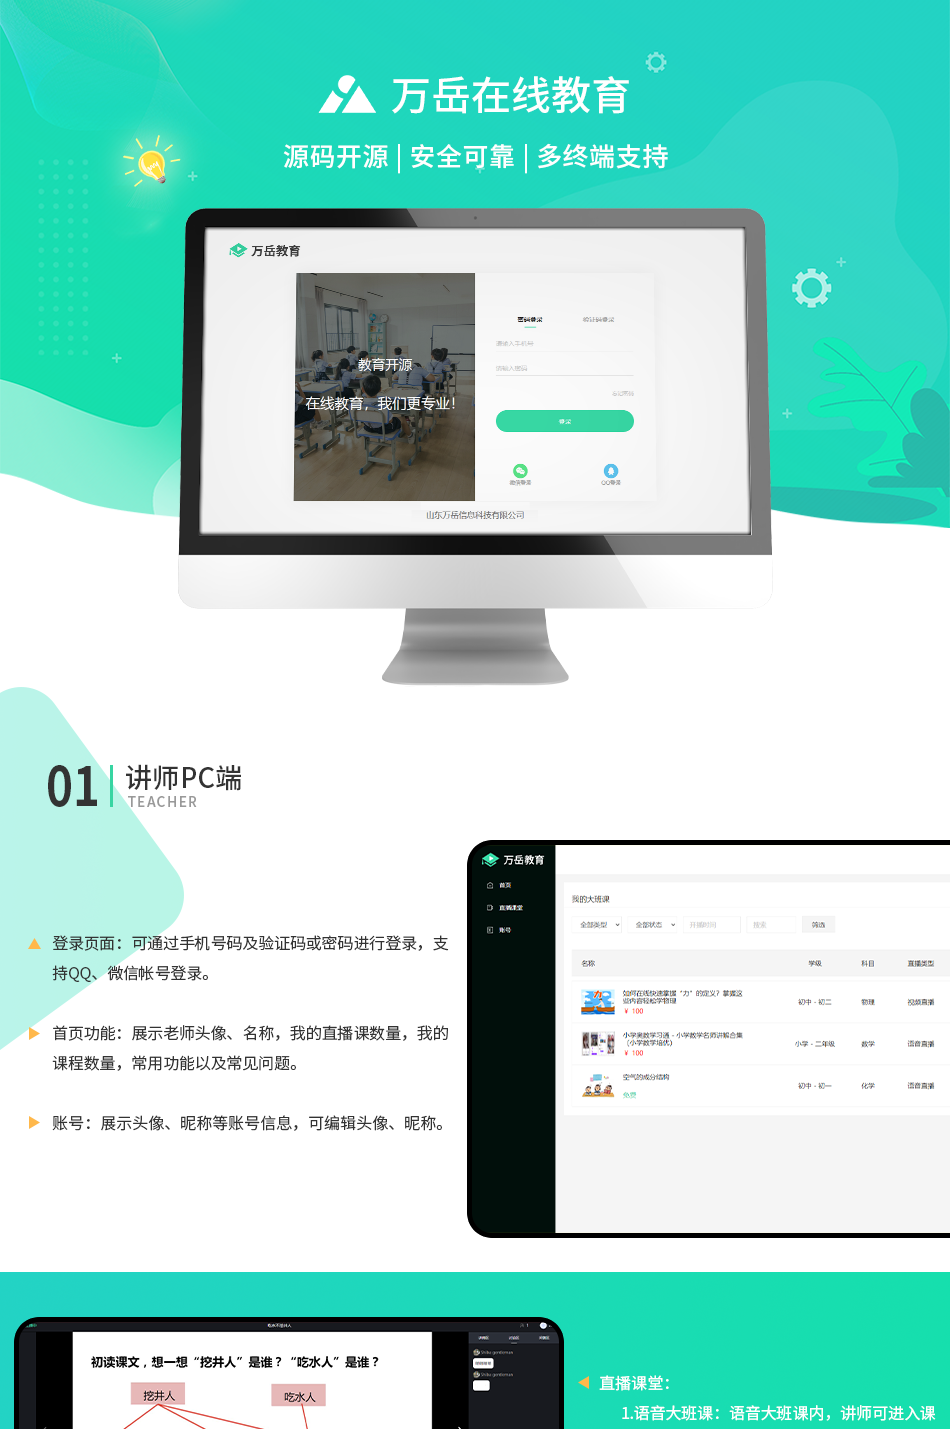 万岳在线教育
源码开源 | 安全可靠 | 多终端支持
万岳教育
教育开源
在线教育，我们更专业！
密码登录 验证码登录
请输入手机号
请输入密码
忘记密码
登录
微信登录 QQ登录
山东万岳信息科技有限公司
01 讲师PC端
TEACHER
登录页面：可通过手机号码及验证码或密码进行登录，支
持QQ、微信帐号登录。
首页功能：展示老师头像、名称，我的直播课数量，我的
课程数量，常用功能以及常见问题。
账号：展示头像、昵称等账号信息，可编辑头像、昵称。
万岳教育
首页
直播课堂
账号
我的大班课
全部类型 全部状态 开播时间 搜索 筛选
名称 学级 科目 直播类型
如何在线快速掌握“力”的定义？掌握这
些内容轻松学物理
¥ 100
初中 - 初二 物理 视频直播
小学奥数学习通 - 小学数学名师讲解合集
（小学数学培优）
¥ 100
小学 - 二年级 数学 语音直播
空气的成分结构
免费
初中 - 初一 化学 语音直播
吃水不忘挖井人
初读课文，想一想“挖井人”是谁？“吃水人”是谁？
挖井人 吃水人
直播课堂：
1.语音大班课：语音大班课内，讲师可进入课